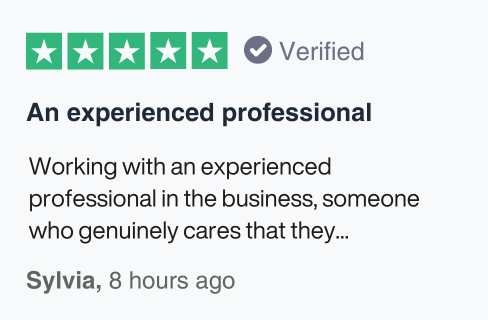 Verified
An experienced professional
Working with an experienced
professional in the business, someone
who genuinely cares that they...
Sylvia, 8 hours ago